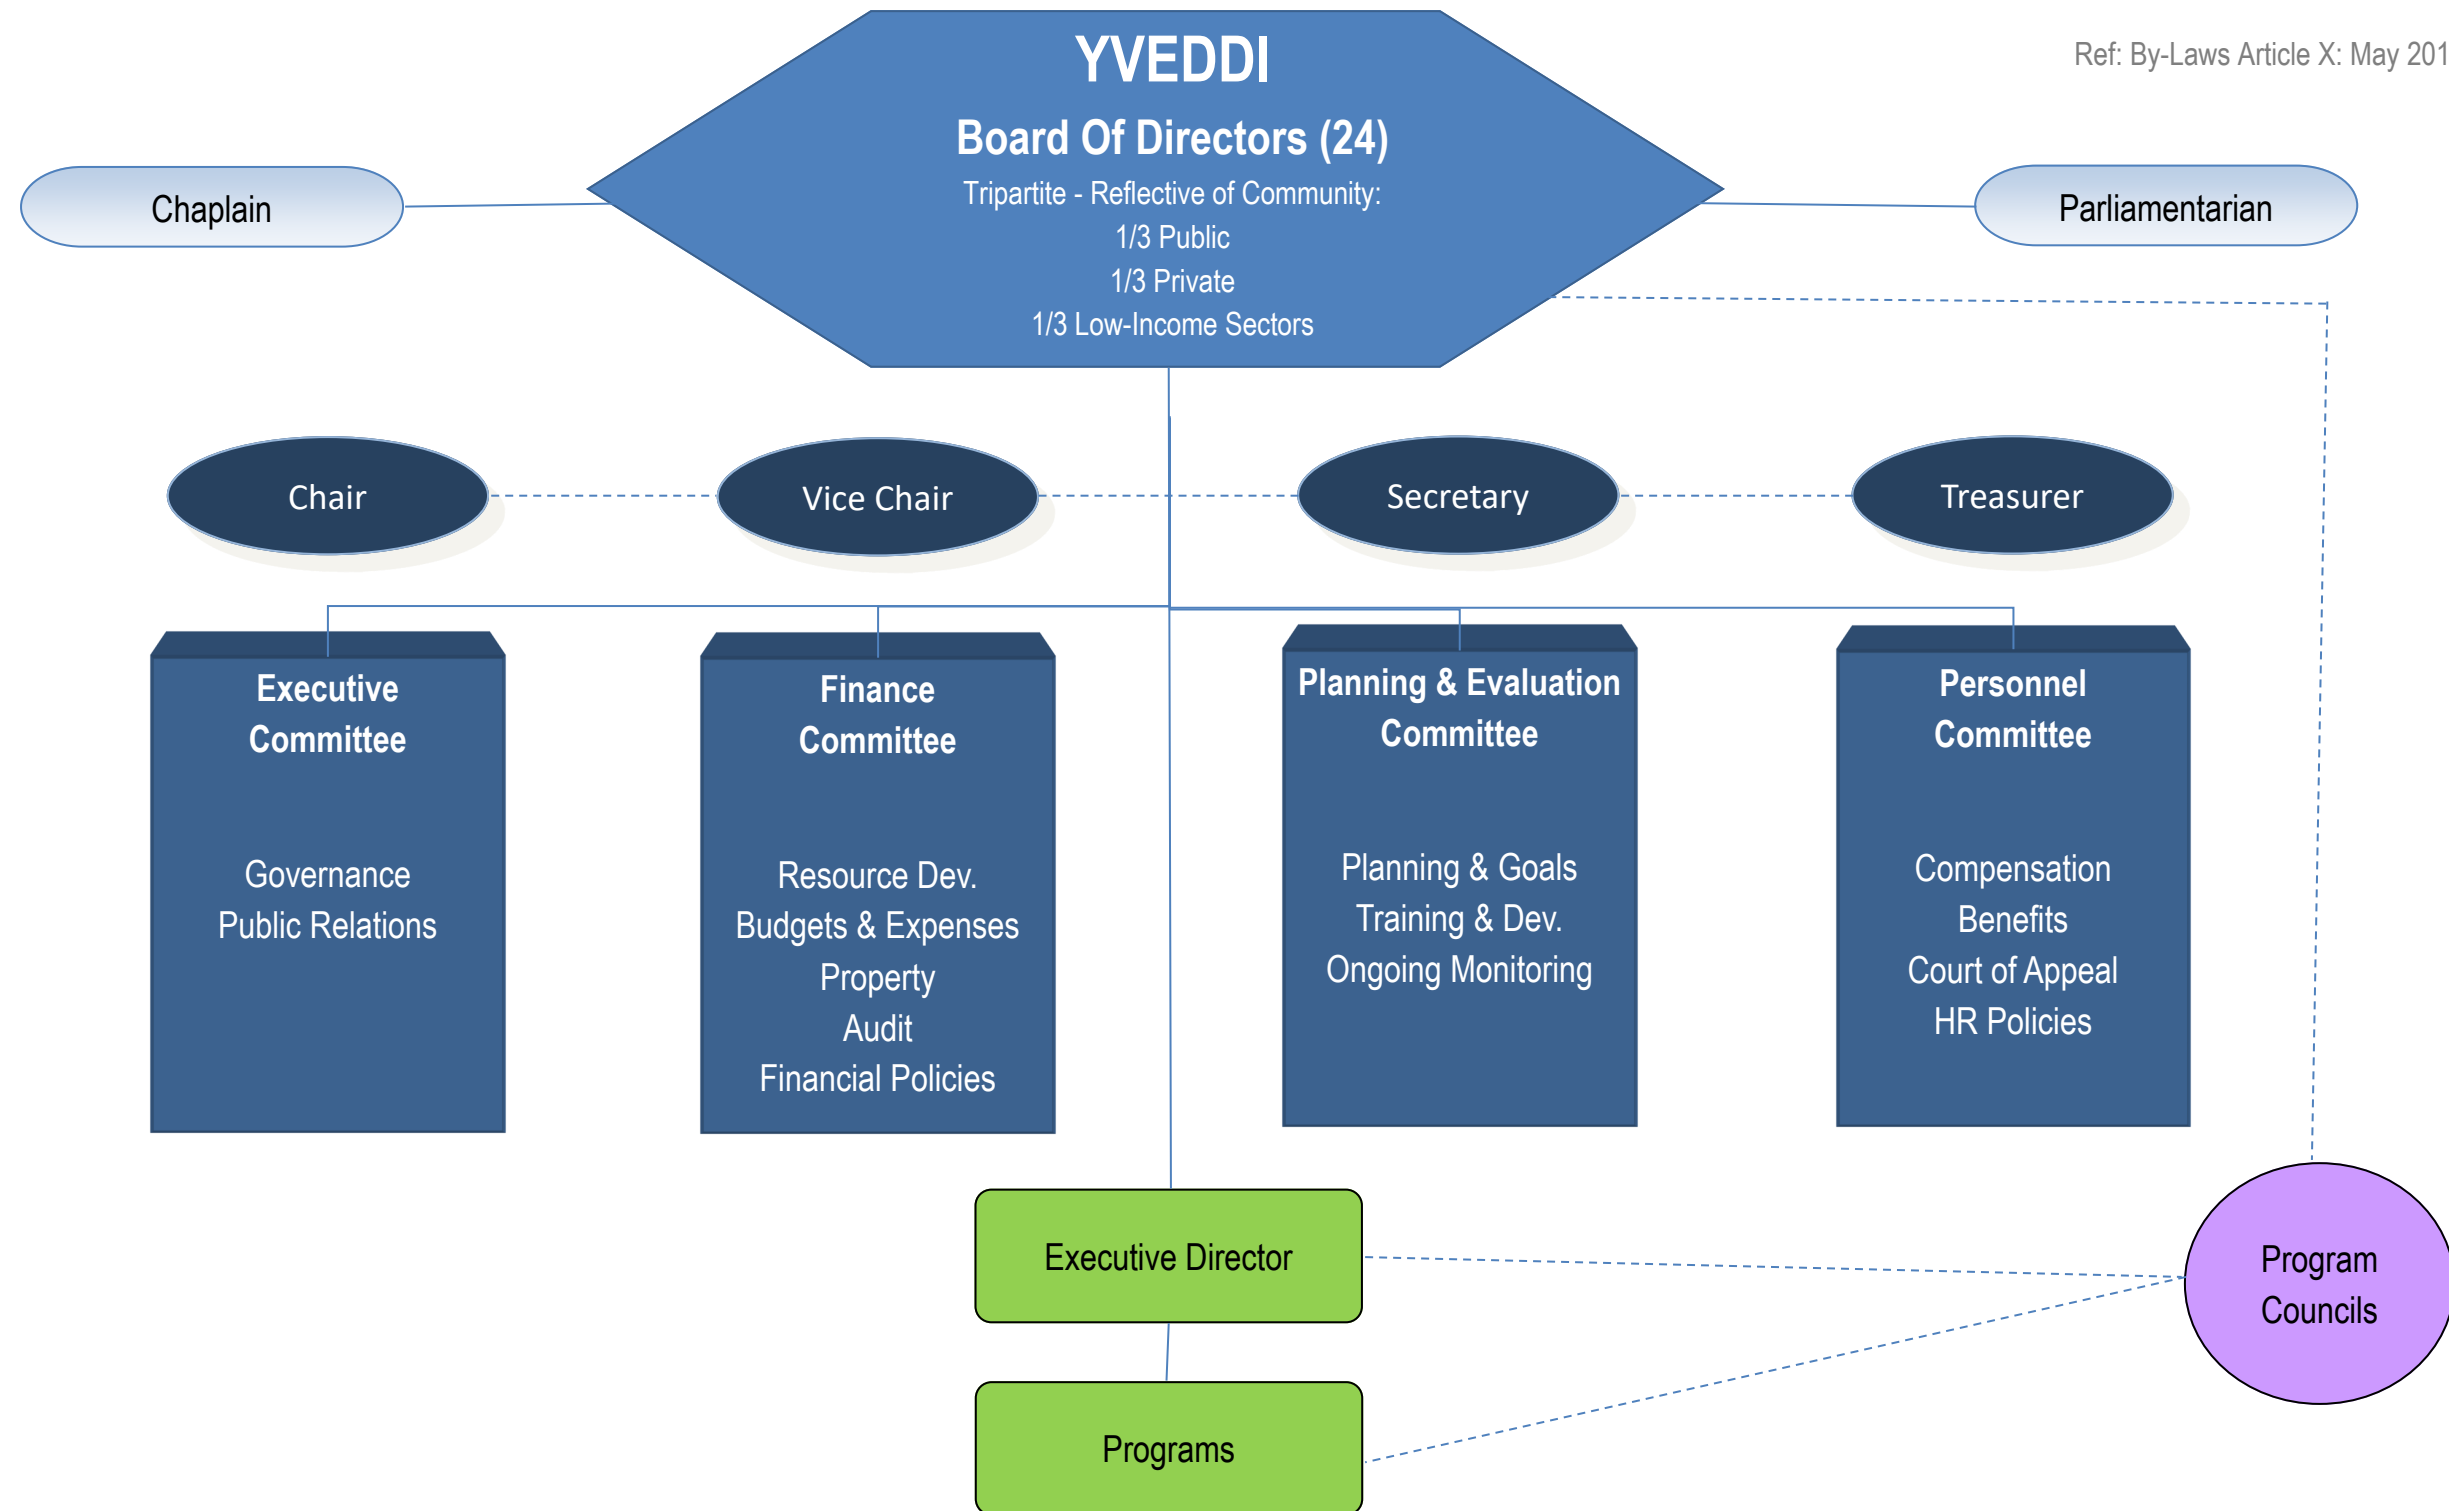 YVEDDI
Ref: By-Laws Article X: May 201
Board Of Directors (24)
Tripartite - Reflective of Community:
1/3 Public
1/3 Private
1/3 Low-Income Sectors
Chaplain
Parliamentarian
Chair
Vice Chair
Secretary
Treasurer
Executive
Committee
Governance
Public Relations
Finance
Committee
Resource Dev.
Budgets & Expenses
Property
Audit
Financial Policies
Planning & Evaluation
Committee
Planning & Goals
Training & Dev.
Ongoing Monitoring
Personnel
Committee
Compensation
Benefits
Court of Appeal
HR Policies
Executive Director
Program
Councils
Programs